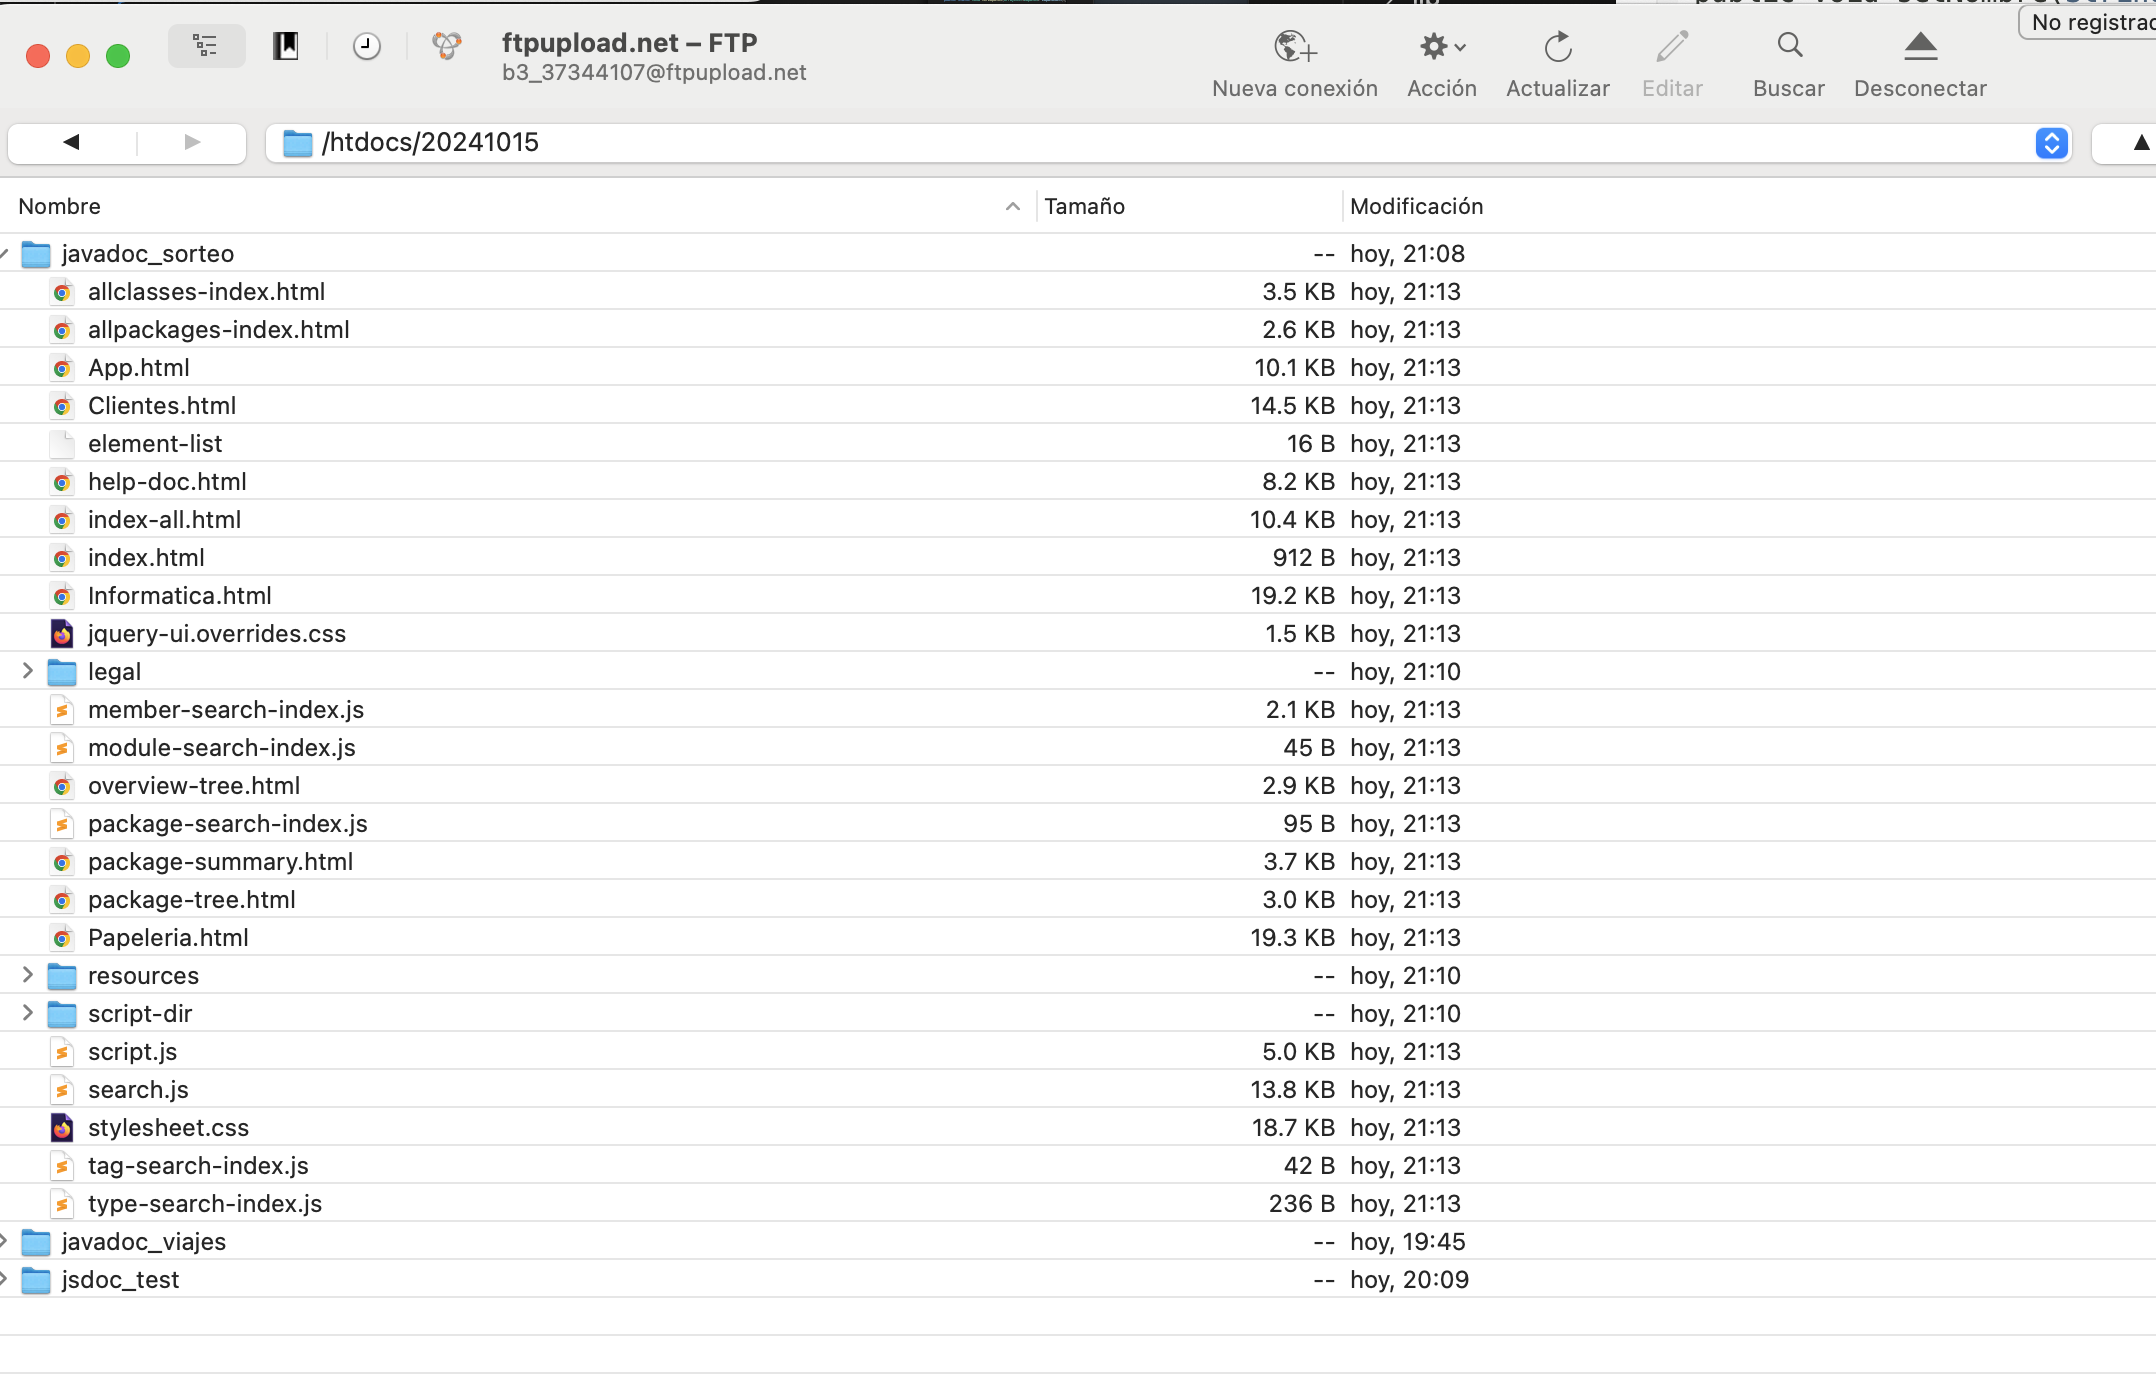 No registrad
ftpupload.net – FTP
b3_37344107@ftpupload.net
Nueva conexión Acción Actualizar Editar Buscar Desconectar
/htdocs/20241015
Nombre Tamaño Modificación
javadoc_sorteo -- hoy, 21:08
allclasses-index.html 3.5 KB hoy, 21:13
allpackages-index.html 2.6 KB hoy, 21:13
App.html 10.1 KB hoy, 21:13
Clientes.html 14.5 KB hoy, 21:13
element-list 16 B hoy, 21:13
help-doc.html 8.2 KB hoy, 21:13
index-all.html 10.4 KB hoy, 21:13
index.html 912 B hoy, 21:13
Informatica.html 19.2 KB hoy, 21:13
jquery-ui.overrides.css 1.5 KB hoy, 21:13
legal -- hoy, 21:10
member-search-index.js 2.1 KB hoy, 21:13
module-search-index.js 45 B hoy, 21:13
overview-tree.html 2.9 KB hoy, 21:13
package-search-index.js 95 B hoy, 21:13
package-summary.html 3.7 KB hoy, 21:13
package-tree.html 3.0 KB hoy, 21:13
Papeleria.html 19.3 KB hoy, 21:13
resources -- hoy, 21:10
script-dir -- hoy, 21:10
script.js 5.0 KB hoy, 21:13
search.js 13.8 KB hoy, 21:13
stylesheet.css 18.7 KB hoy, 21:13
tag-search-index.js 42 B hoy, 21:13
type-search-index.js 236 B hoy, 21:13
javadoc_viajes -- hoy, 19:45
jsdoc_test -- hoy, 20:09